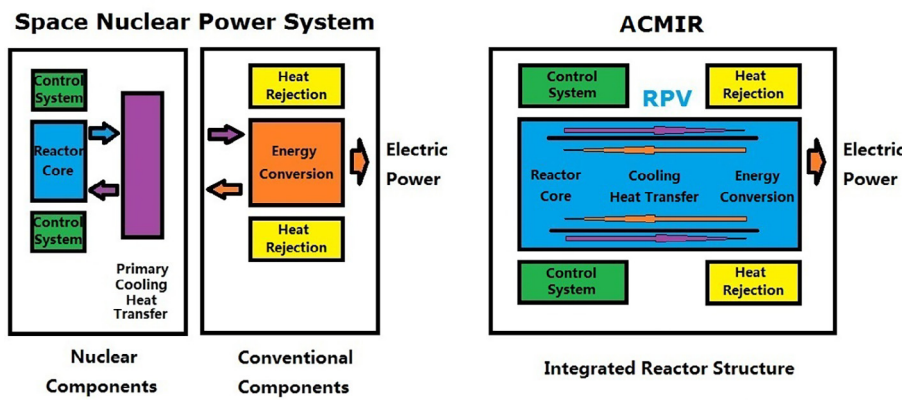 Space Nuclear Power System
Control
System
Reactor
Core
Control
System
Primary
Cooling
Heat
Transfer
Nuclear
Components
Heat
Rejection
Energy
Conversion
Heat
Rejection
Electric
Power
Conventional
Components
ACMIR
Control
System
RPV
Heat
Rejection
Reactor
Core
Cooling
Heat Transfer
Energy
Conversion
Electric
Power
Control
System
Heat
Rejection
Integrated Reactor Structure